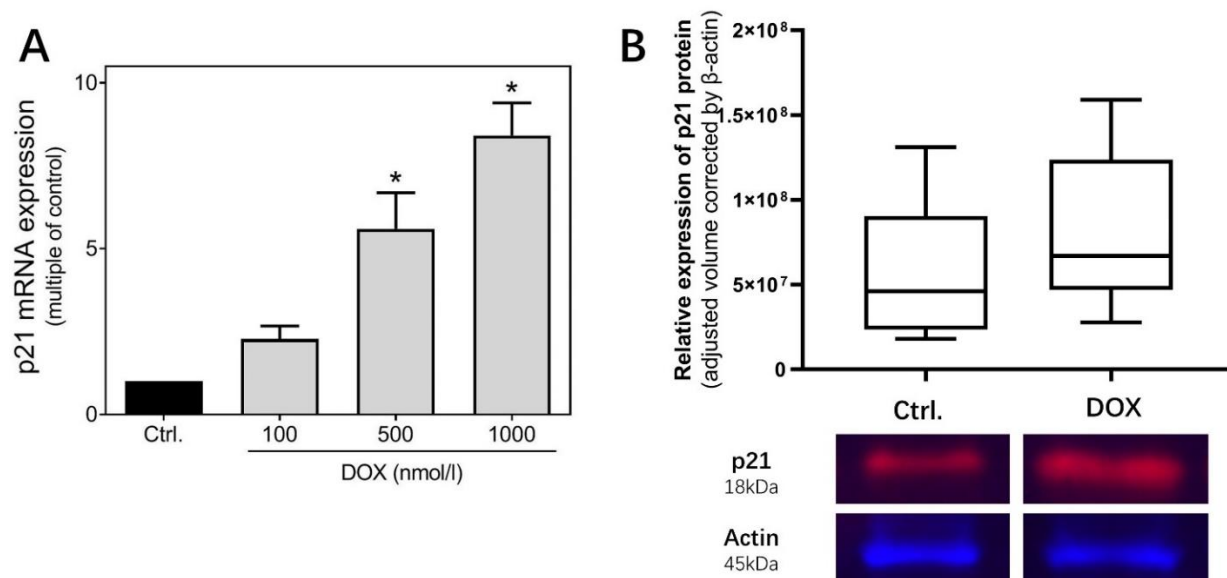 A
p21 mRNA expression
(multiple of control)
10
5
0
*
*
Ctrl.
100
500
1000
DOX (nmol/l)
B
Relative expression of p21 protein
(adjusted volume corrected by β-actin)
2×10⁸
1.5×10⁸
1×10⁸
5×10⁷
0
Ctrl.
DOX
p21
18kDa
Actin
45kDa